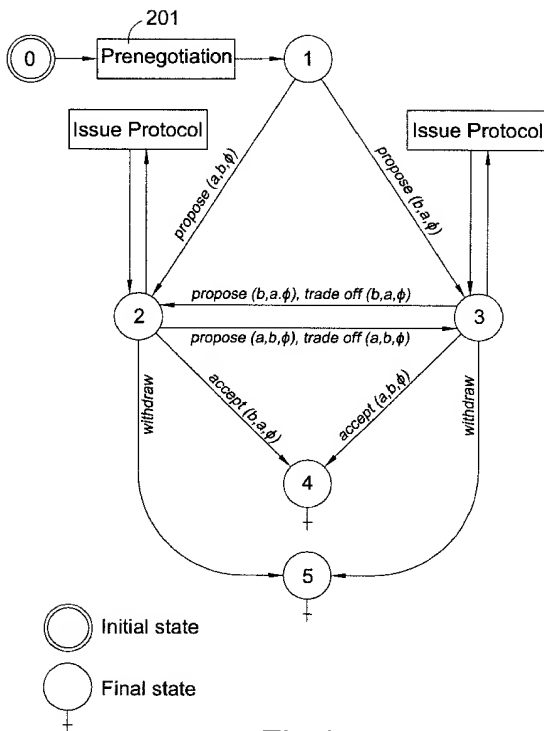 201
0
Prenegotiation
1
Issue Protocol
Issue Protocol
propose (a,b,ϕ)
propose (b,a,ϕ)
propose (b,a.ϕ), trade off (b,a,ϕ)
2
3
propose (a,b,ϕ), trade off (a,b,ϕ)
withdraw
accept (b,a,ϕ)
accept (a,b,ϕ)
withdraw
4
5
Initial state
Final state